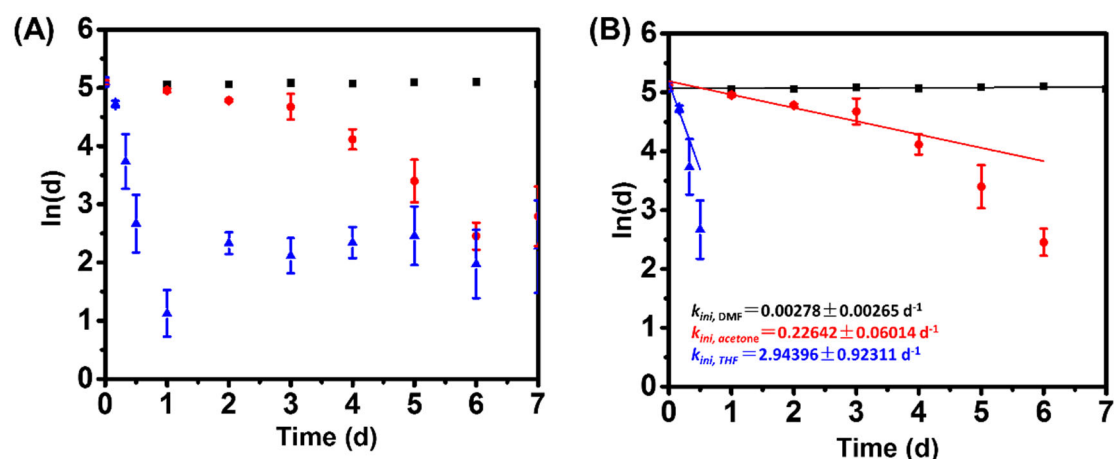 (A)
6
5
4
3
2
1
0
ln(d)
0 1 2 3 4 5 6 7
Time (d)
(B)
6
5
4
3
2
1
0
ln(d)
k_ini, DMF=0.00278±0.00265 d⁻¹
k_ini, acetone=0.22642±0.06014 d⁻¹
k_ini, THF=2.94396±0.92311 d⁻¹
0 1 2 3 4 5 6 7
Time (d)